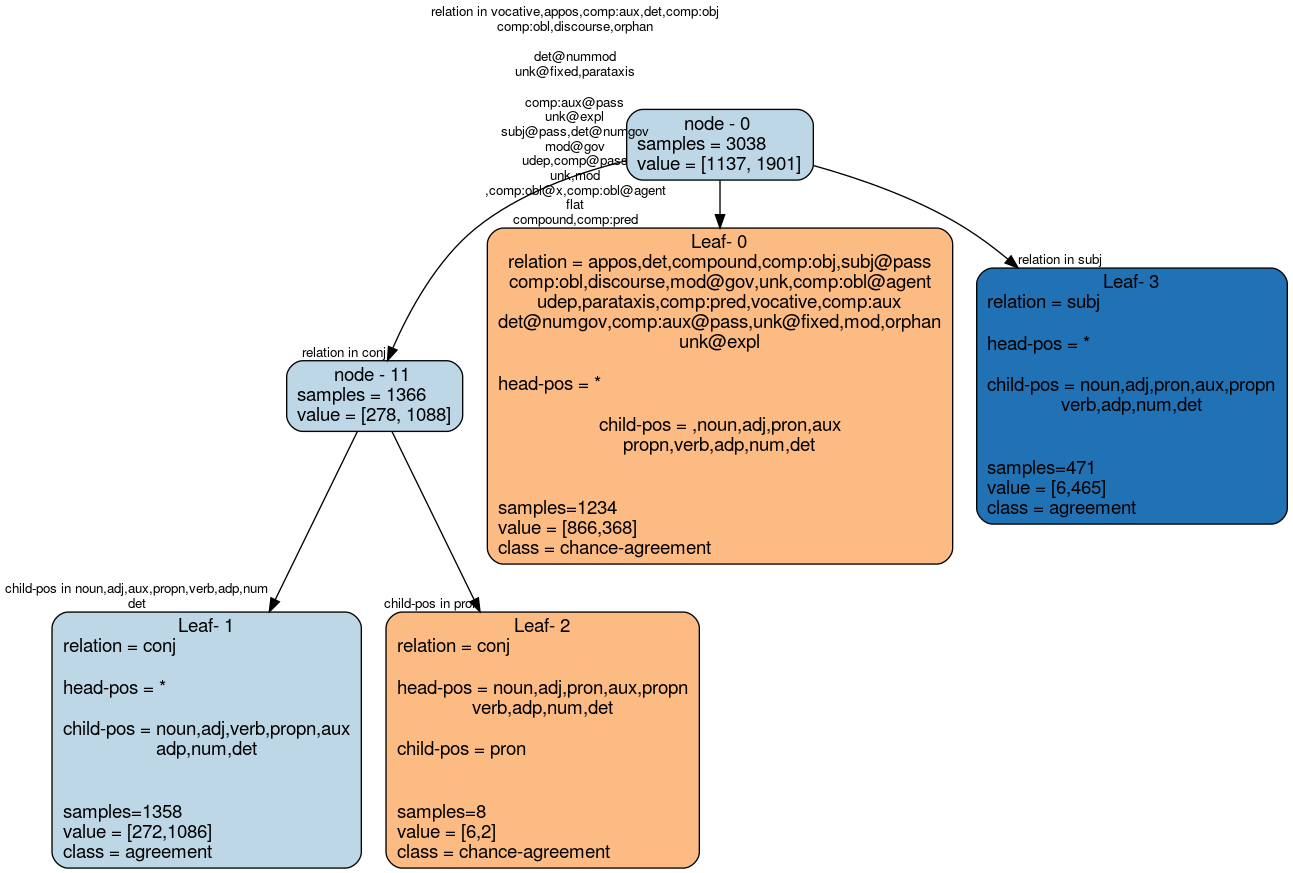 relation in vocative,appos,comp:aux,det,comp:obj
comp:obl,discourse,orphan
det@nummod
unk@fixed,parataxis
comp:aux@pass
unk@expl
subj@pass,det@numgov
mod@gov
udep,comp@pass
unk,mod
,comp:obl@x,comp:obl@agent
flat
compound,comp:pred
node - 0
samples = 3038
value = [1137, 1901]
relation in conj
node - 11
samples = 1366
value = [278, 1088]
Leaf- 0
relation = appos,det,compound,comp:obj,subj@pass
comp:obl,discourse,mod@gov,unk,comp:obl@agent
udep,parataxis,comp:pred,vocative,comp:aux
det@numgov,comp:aux@pass,unk@fixed,mod,orphan
unk@expl
head-pos = *
child-pos = ,noun,adj,pron,aux
propn,verb,adp,num,det
samples=1234
value = [866,368]
class = chance-agreement
relation in subj
Leaf- 3
relation = subj
head-pos = *
child-pos = noun,adj,pron,aux,propn
verb,adp,num,det
samples=471
value = [6,465]
class = agreement
child-pos in noun,adj,aux,propn,verb,adp,num
det
Leaf- 1
relation = conj
head-pos = *
child-pos = noun,adj,verb,propn,aux
adp,num,det
samples=1358
value = [272,1086]
class = agreement
child-pos in pron
Leaf- 2
relation = conj
head-pos = noun,adj,pron,aux,propn
verb,adp,num,det
child-pos = pron
samples=8
value = [6,2]
class = chance-agreement